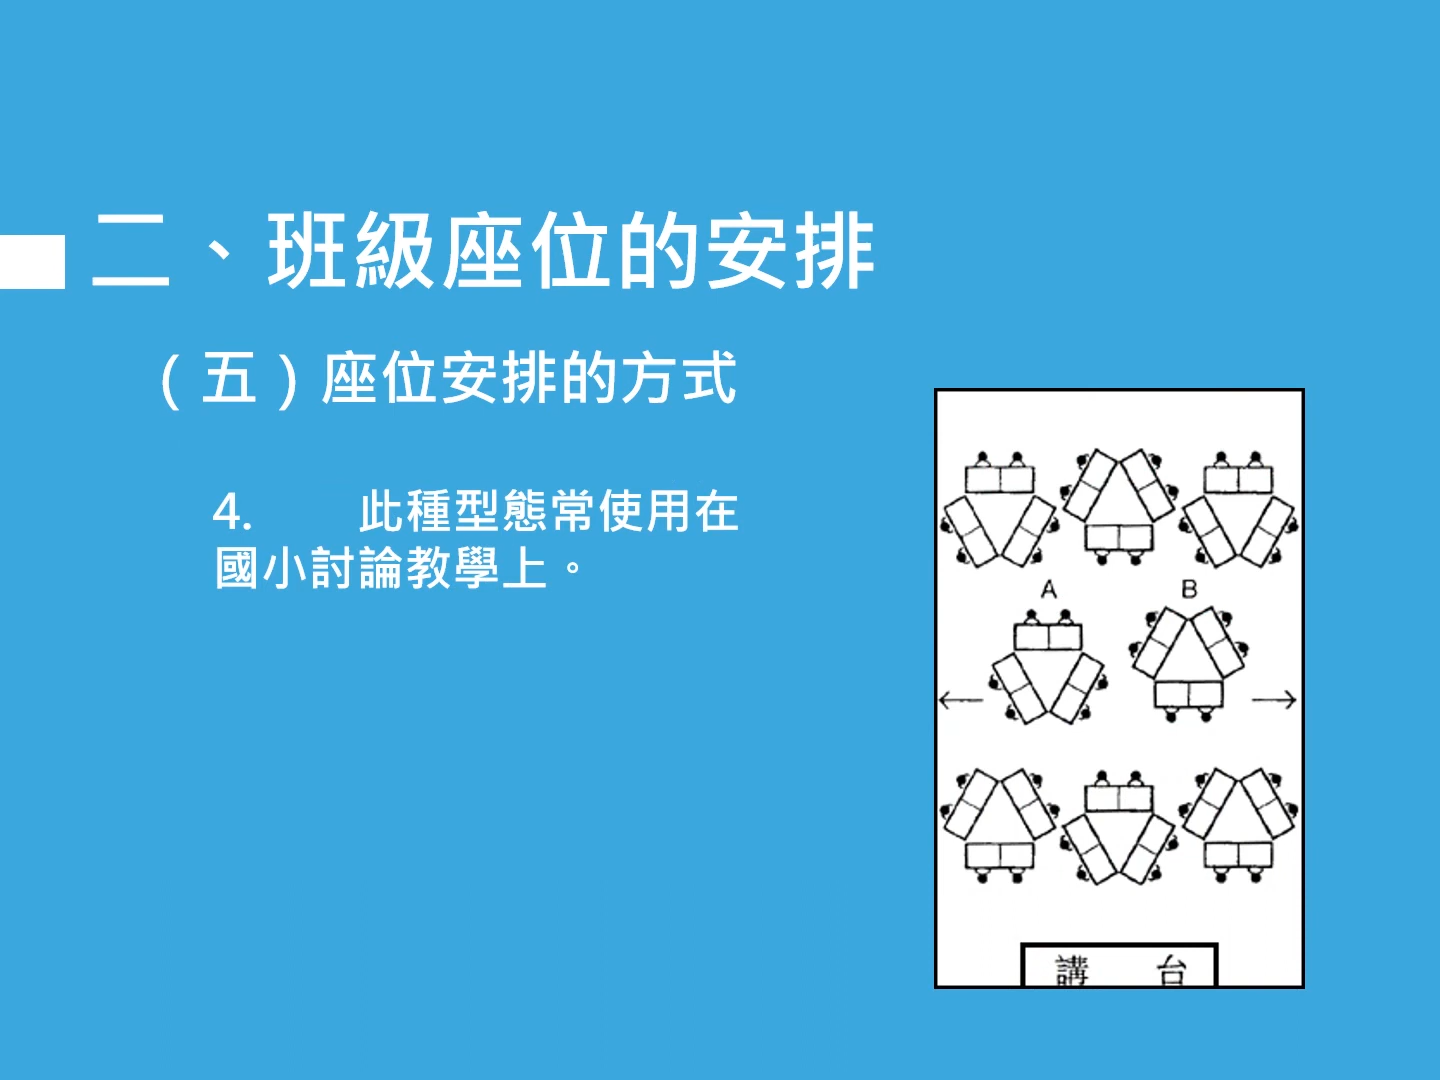 二、班級座位的安排
（五）座位安排的方式
4. 此種型態常使用在
國小討論教學上。
A B
講 台